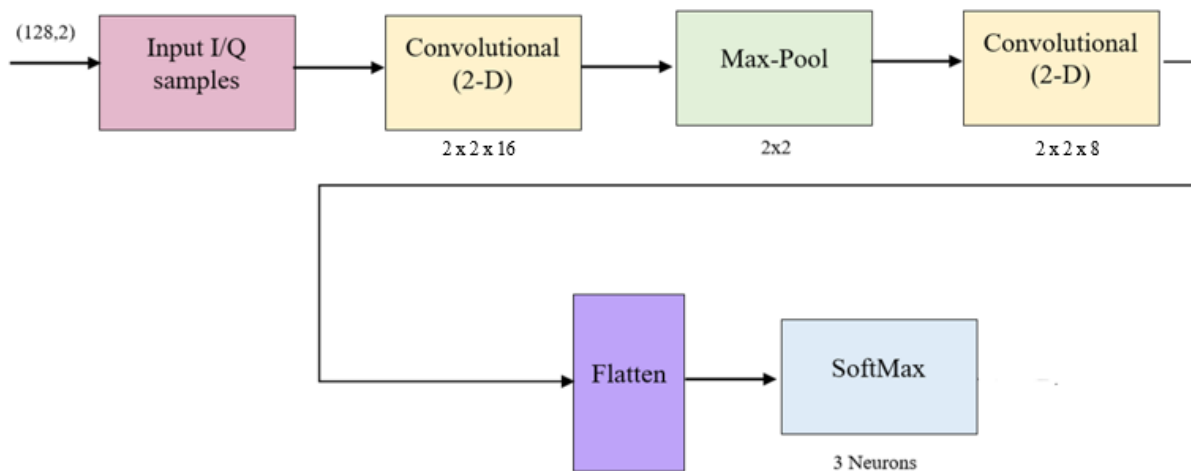 (128,2)
Input I/Q
samples
Convolutional
(2-D)
2 x 2 x 16
Max-Pool
2x2
Convolutional
(2-D)
2 x 2 x 8
Flatten
SoftMax
3 Neurons